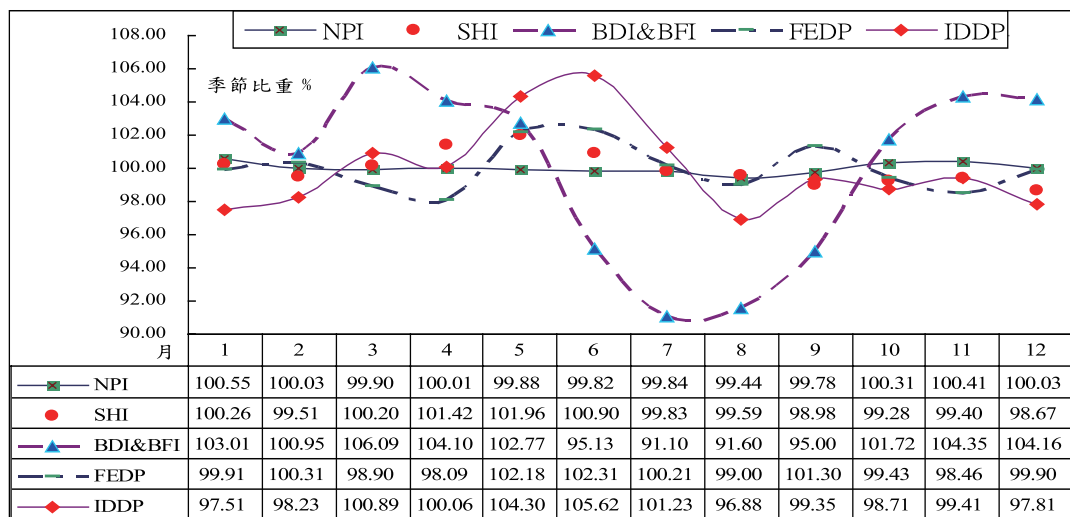 NPI SHI BDI&BFI FEDP IDDP
季節比重 %
108.00
106.00
104.00
102.00
100.00
98.00
96.00
94.00
92.00
90.00
月 1 2 3 4 5 6 7 8 9 10 11 12
NPI 100.55 100.03 99.90 100.01 99.88 99.82 99.84 99.44 99.78 100.31 100.41 100.03
SHI 100.26 99.51 100.20 101.42 101.96 100.90 99.83 99.59 98.98 99.28 99.40 98.67
BDI&BFI 103.01 100.95 106.09 104.10 102.77 95.13 91.10 91.60 95.00 101.72 104.35 104.16
FEDP 99.91 100.31 98.90 98.09 102.18 102.31 100.21 99.00 101.30 99.43 98.46 99.90
IDDP 97.51 98.23 100.89 100.06 104.30 105.62 101.23 96.88 99.35 98.71 99.41 97.81